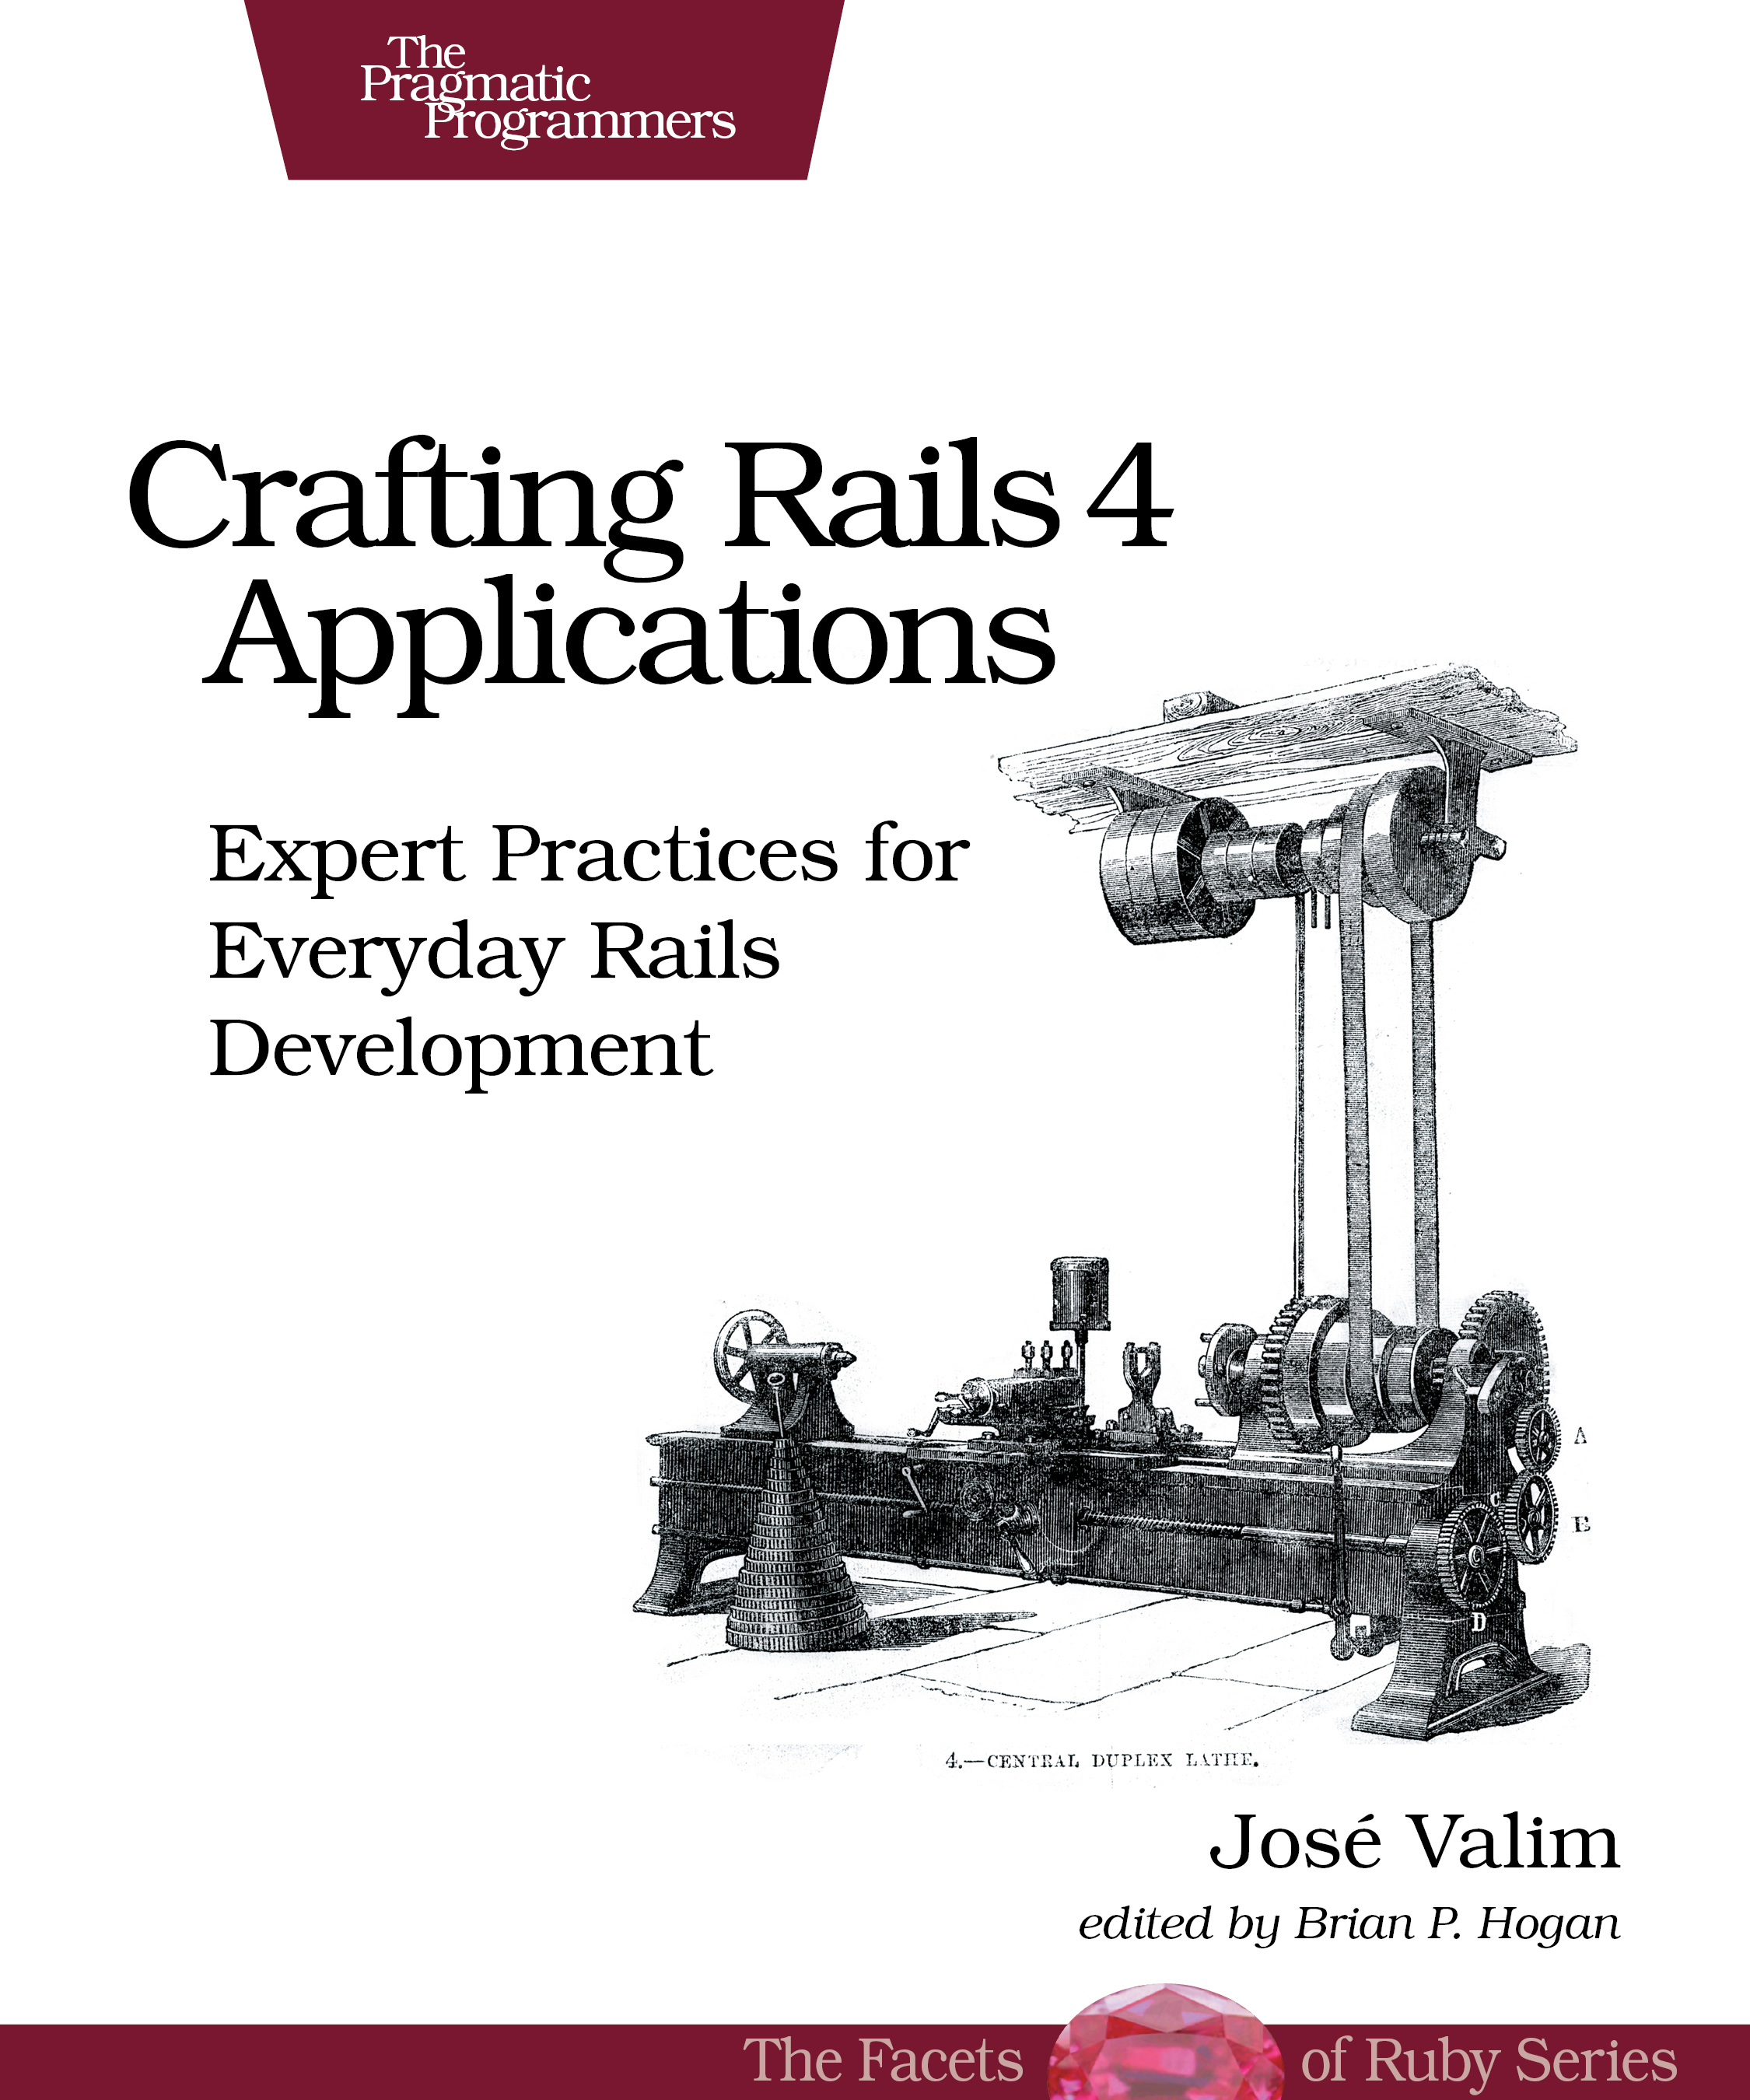 The
Pragmatic
Programmers
Crafting Rails 4
Applications
Expert Practices for
Everyday Rails
Development
A
B
C
D
4.—CENTRAL DUPLEX LATHE.
José Valim
edited by Brian P. Hogan
The Facets of Ruby Series